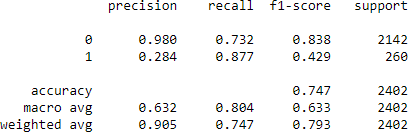 precision recall f1-score support
0 0.980 0.732 0.838 2142
1 0.284 0.877 0.429 260
accuracy 0.747 2402
macro avg 0.632 0.804 0.633 2402
weighted avg 0.905 0.747 0.793 2402